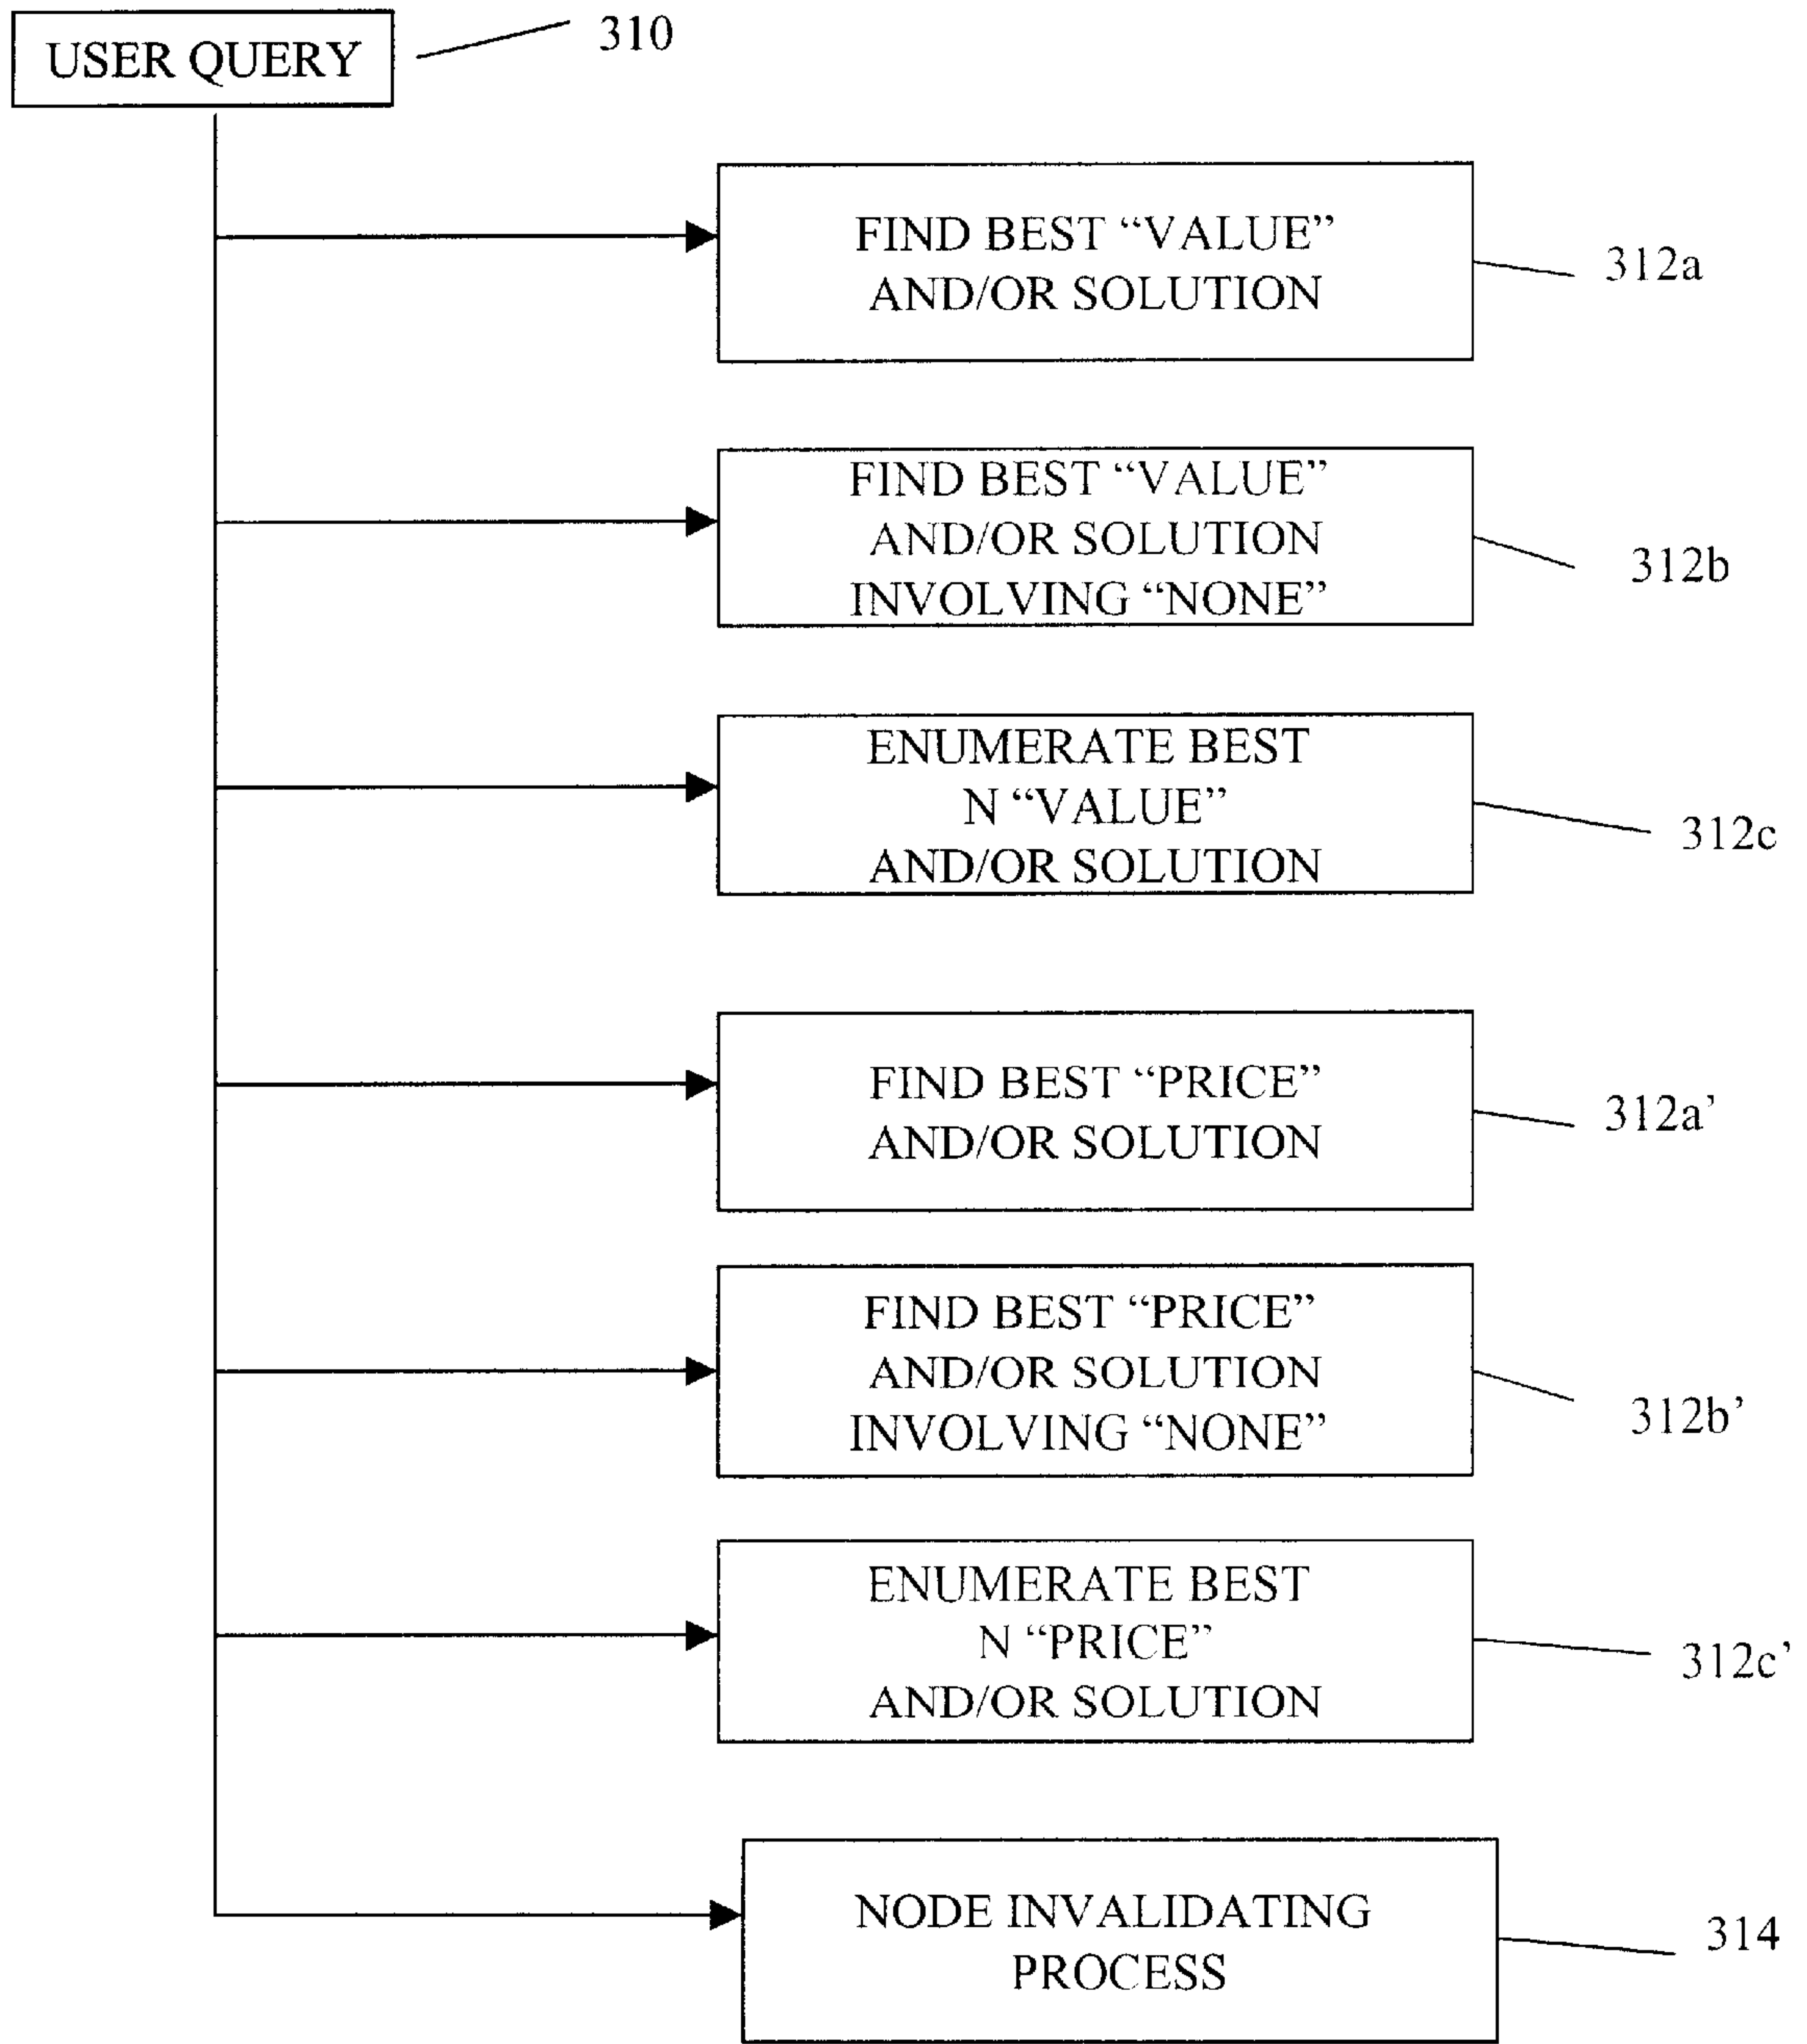 USER QUERY
310
FIND BEST “VALUE”
AND/OR SOLUTION
312a
FIND BEST “VALUE”
AND/OR SOLUTION
INVOLVING “NONE”
312b
ENUMERATE BEST
N “VALUE”
AND/OR SOLUTION
312c
FIND BEST “PRICE”
AND/OR SOLUTION
312a’
FIND BEST “PRICE”
AND/OR SOLUTION
INVOLVING “NONE”
312b’
ENUMERATE BEST
N “PRICE”
AND/OR SOLUTION
312c’
NODE INVALIDATING
PROCESS
314